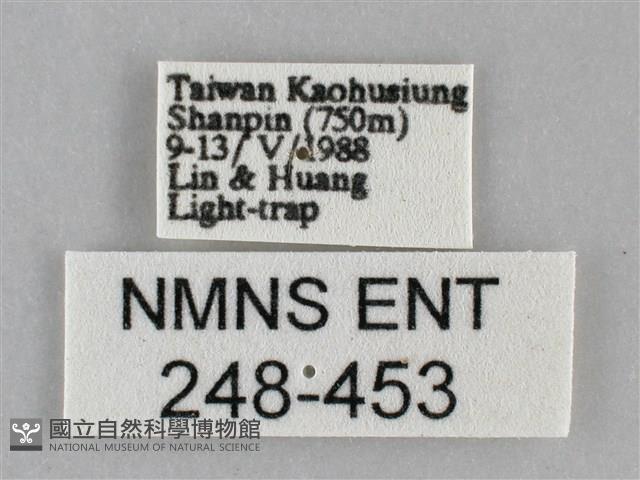 Taiwan Kaohusiung
Shanpin (750m)
9-13/ V/1988
Lin & Huang
Light-trap
NMNS ENT
248-453
國立自然科學博物館
NATIONAL MUSEUM OF NATURAL SCIENCE